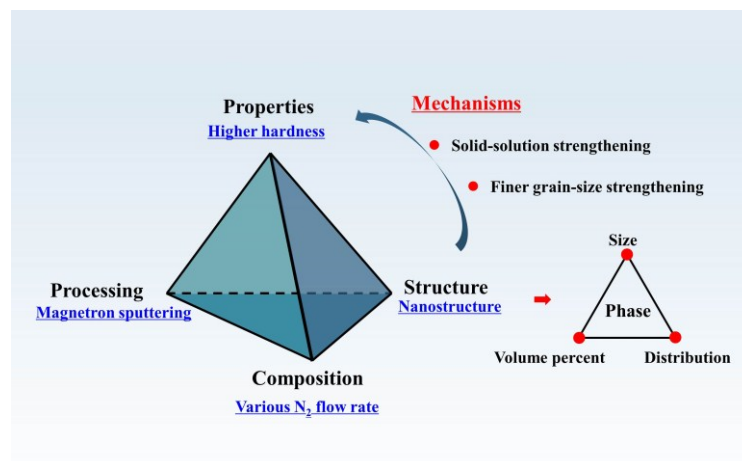 Properties
Higher hardness
Mechanisms
Solid-solution strengthening
Finer grain-size strengthening
Processing
Magnetron sputtering
Structure
Nanostructure
Composition
Various N₂ flow rate
Size
Phase
Volume percent
Distribution